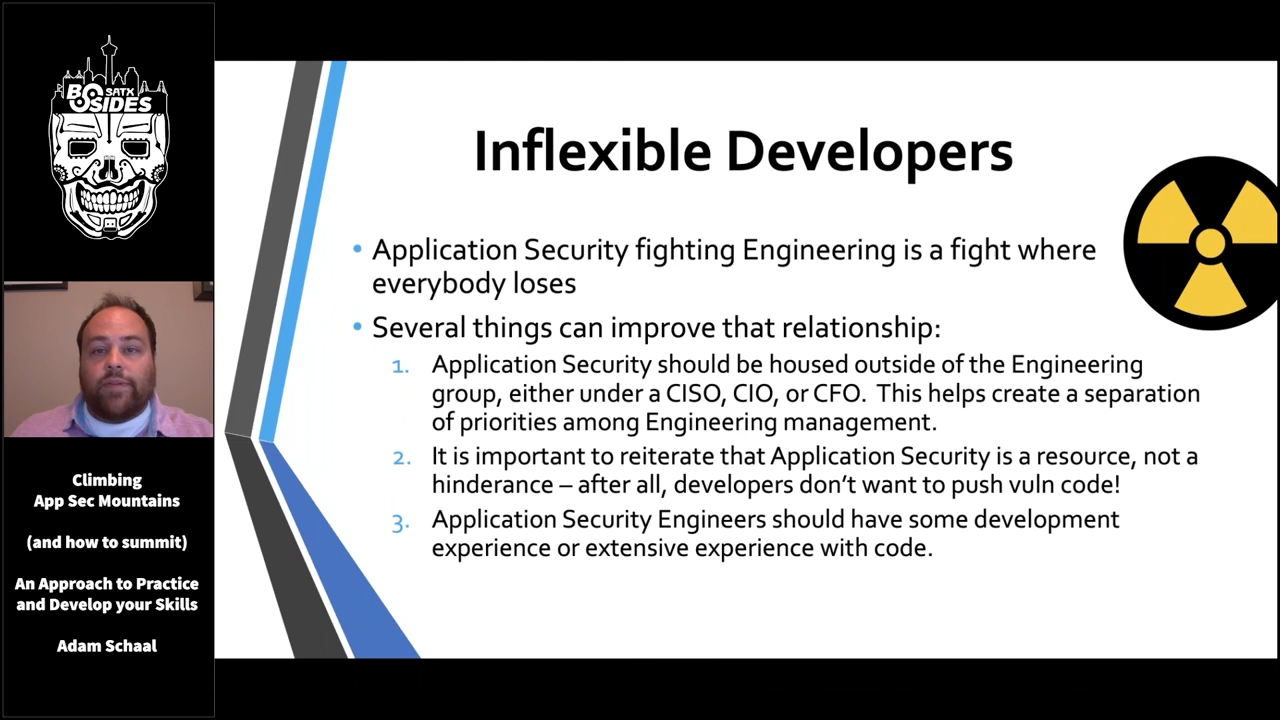 BSIDES
SATX
Climbing
App Sec Mountains
(and how to summit)
An Approach to Practice
and Develop your Skills
Adam Schaal
Inflexible Developers
• Application Security fighting Engineering is a fight where
everybody loses
• Several things can improve that relationship:
1. Application Security should be housed outside of the Engineering
group, either under a CISO, CIO, or CFO. This helps create a separation
of priorities among Engineering management.
2. It is important to reiterate that Application Security is a resource, not a
hinderance – after all, developers don't want to push vuln code!
3. Application Security Engineers should have some development
experience or extensive experience with code.